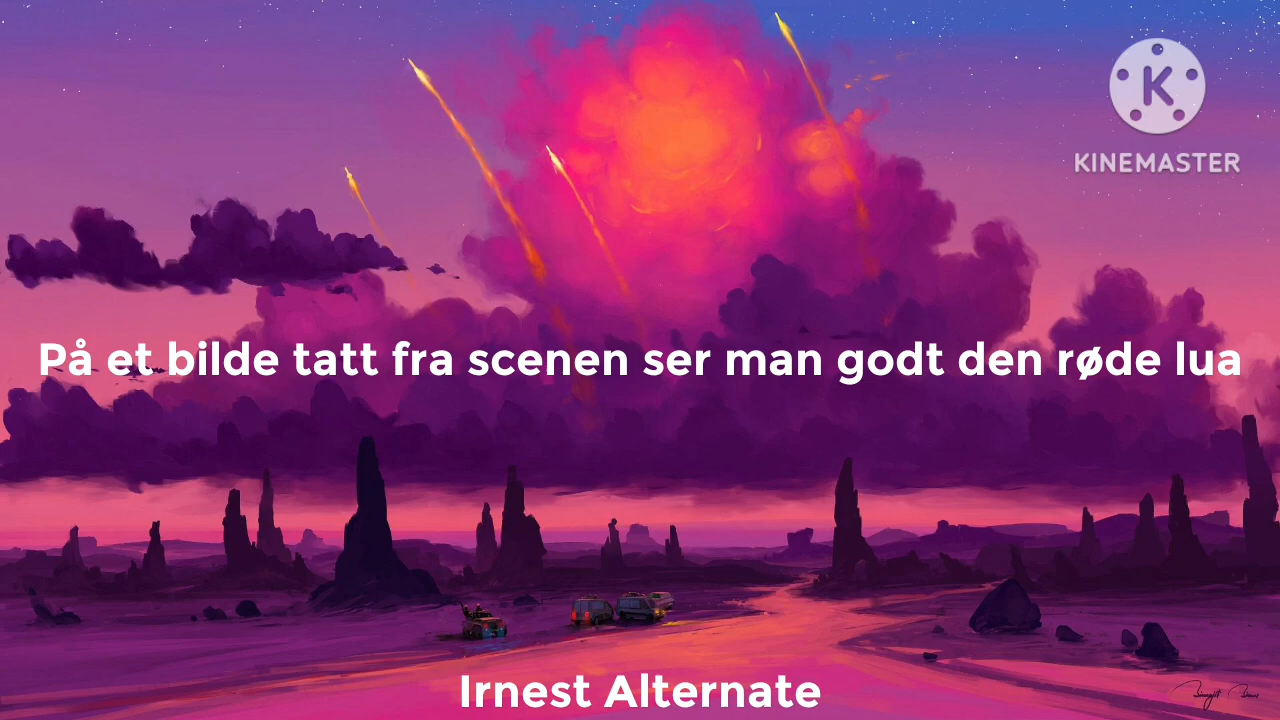 KINEMASTER
På et bilde tatt fra scenen ser man godt den røde lua
Irnest Alternate